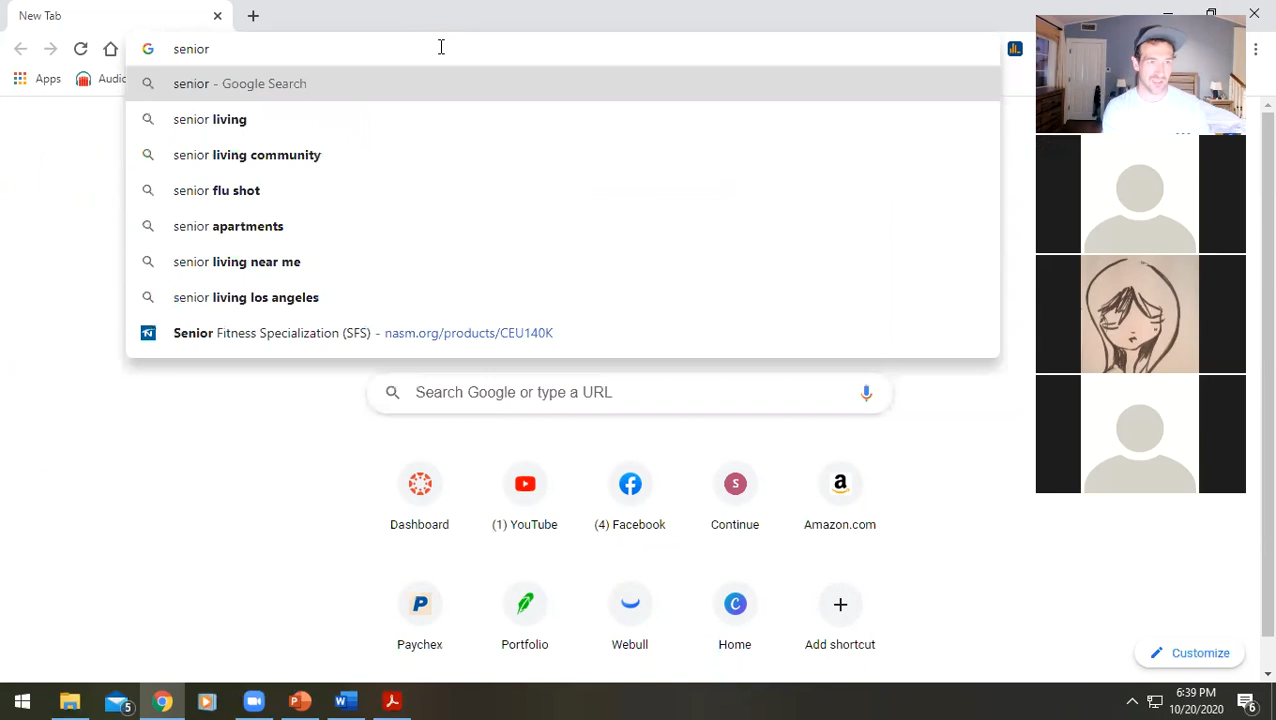 New Tab
senior
Apps
Audio
senior - Google Search
senior living
senior living community
senior flu shot
senior apartments
senior living near me
senior living los angeles
Senior Fitness Specialization (SFS) - nasm.org/products/CEU140K
Search Google or type a URL
S
a
Dashboard
(1) YouTube
(4) Facebook
Continue
Amazon.com
P
C
Paychex
Portfolio
Webull
Home
Add shortcut
Customize
5
6:39 PM
10/20/2020
6